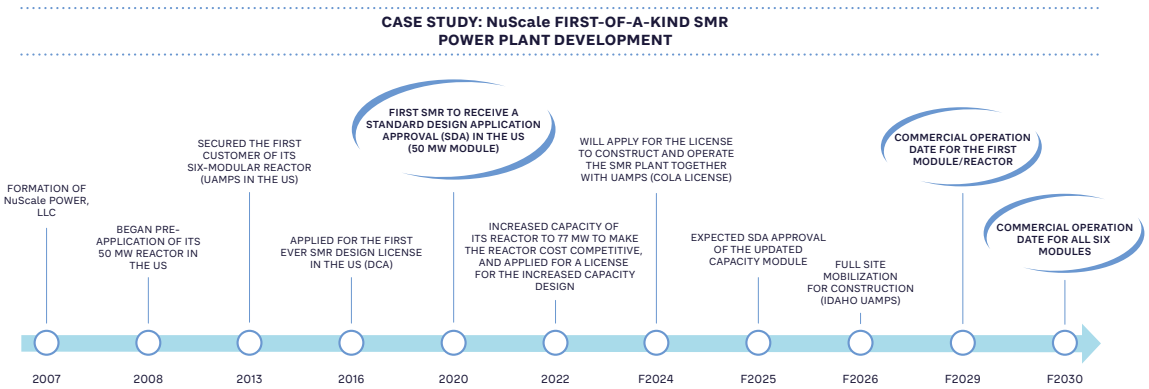 CASE STUDY: NuScale FIRST-OF-A-KIND SMR
POWER PLANT DEVELOPMENT
FORMATION OF
NuScale POWER,
LLC
BEGAN PRE-
APPLICATION OF ITS
50 MW REACTOR IN
THE US
SECURED THE FIRST
CUSTOMER OF ITS
SIX-MODULAR REACTOR
(UAMPS IN THE US)
APPLIED FOR THE FIRST
EVER SMR DESIGN LICENSE
IN THE US (DCA)
FIRST SMR TO RECEIVE A
STANDARD DESIGN APPLICATION
APPROVAL (SDA) IN THE US
(50 MW MODULE)
INCREASED CAPACITY OF
ITS REACTOR TO 77 MW TO MAKE
THE REACTOR COST COMPETITIVE,
AND APPLIED FOR A LICENSE
FOR THE INCREASED CAPACITY
DESIGN
WILL APPLY FOR THE LICENSE
TO CONSTRUCT AND OPERATE
THE SMR PLANT TOGETHER
WITH UAMPS (COLA LICENSE)
EXPECTED SDA APPROVAL
OF THE UPDATED
CAPACITY MODULE
FULL SITE
MOBILIZATION
FOR CONSTRUCTION
(IDAHO UAMPS)
COMMERCIAL OPERATION
DATE FOR THE FIRST
MODULE/REACTOR
COMMERCIAL OPERATION
DATE FOR ALL SIX
MODULES
2007
2008
2013
2016
2020
2022
F2024
F2025
F2026
F2029
F2030